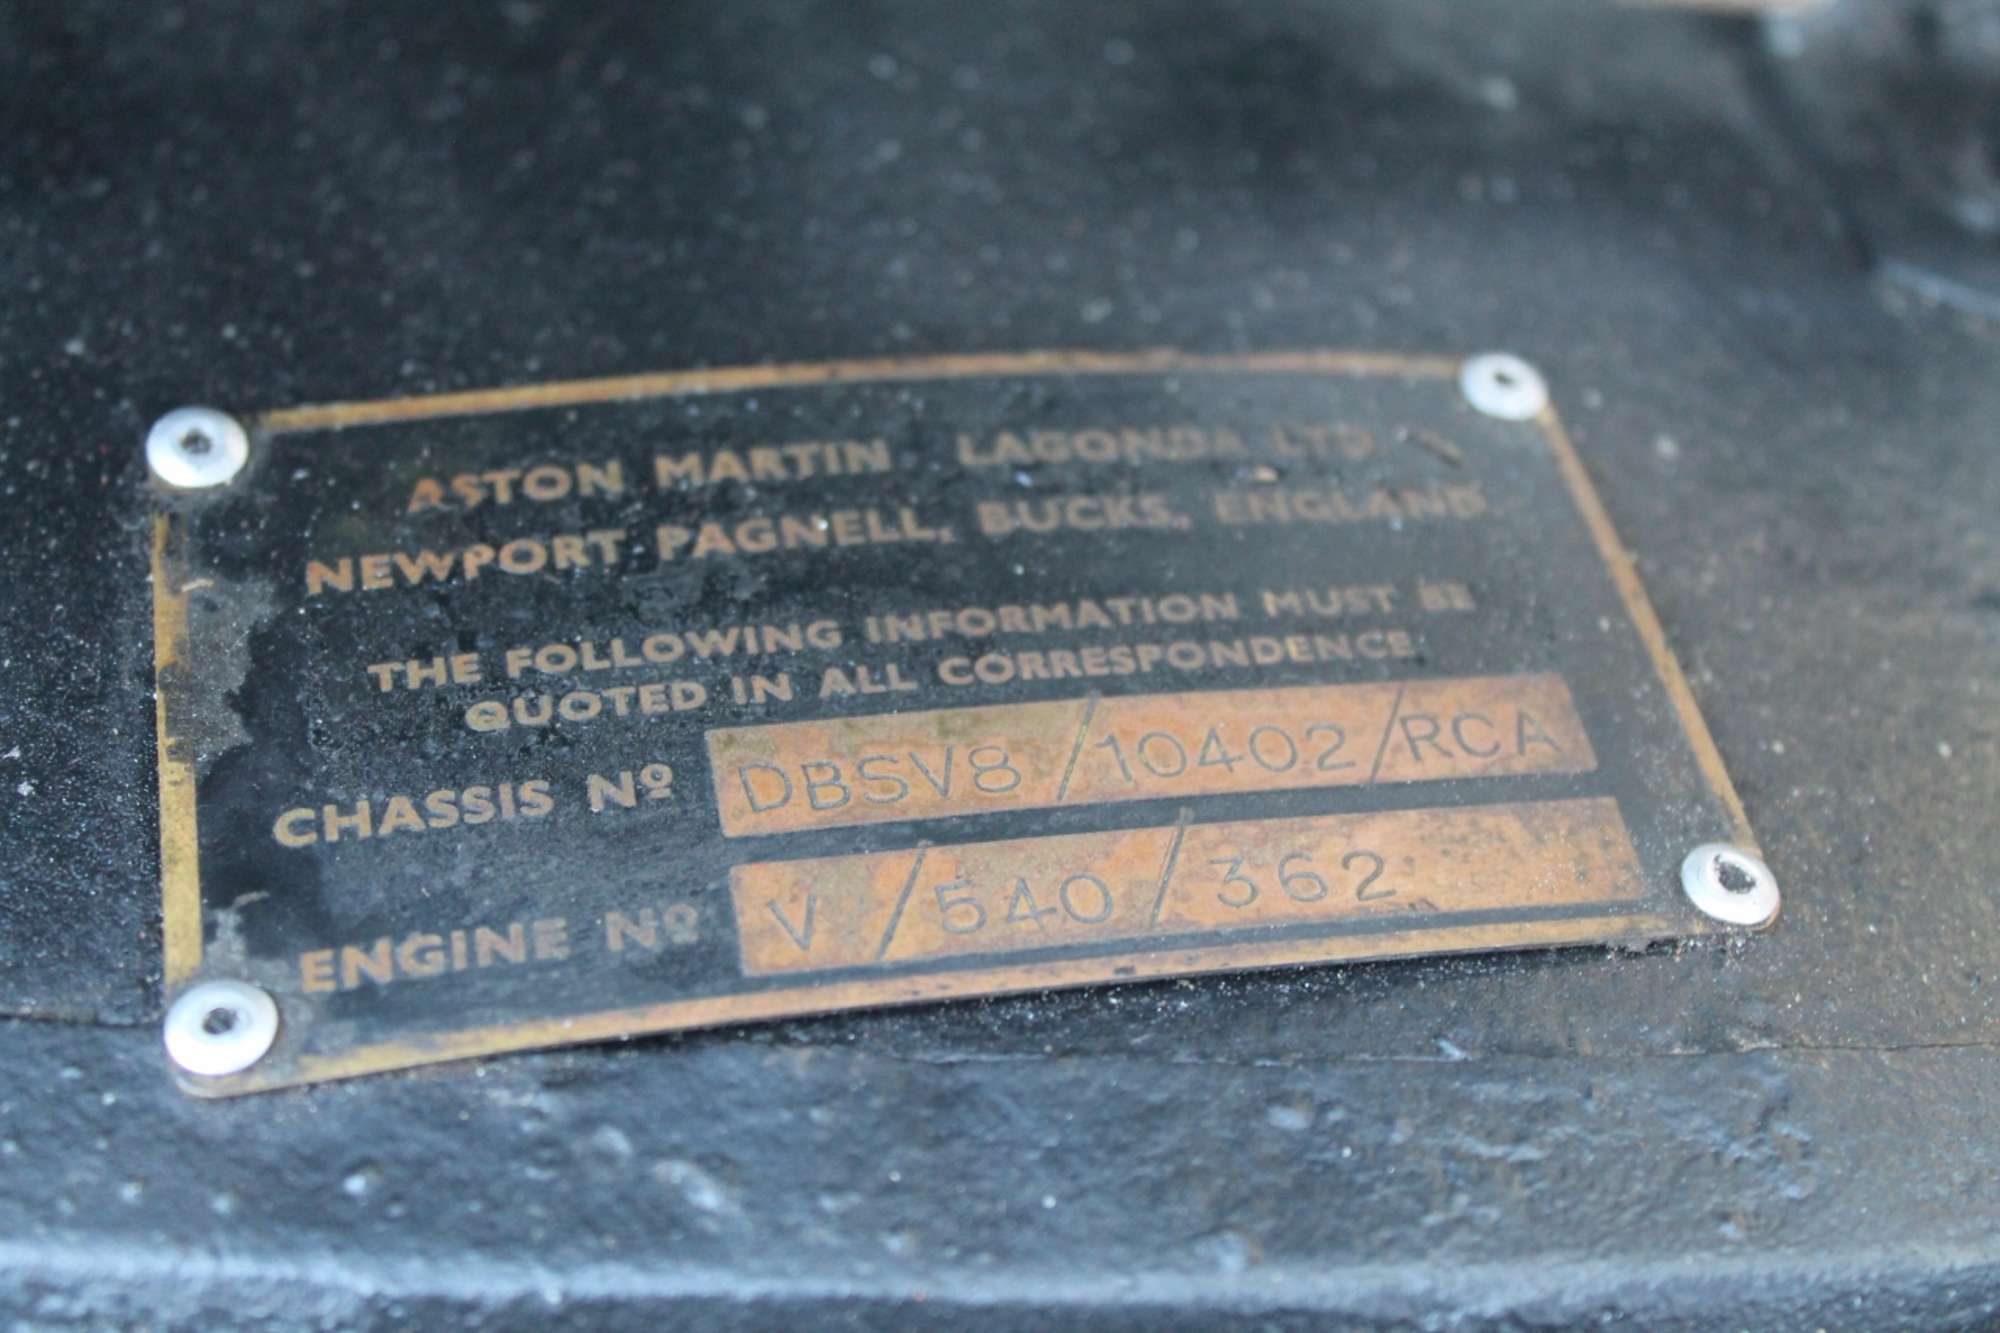 ASTON MARTIN LAGONDA LTD
NEWPORT PAGNELL, BUCKS, ENGLAND
THE FOLLOWING INFORMATION MUST BE
QUOTED IN ALL CORRESPONDENCE
CHASSIS Nº DBSV8/10402/RCA
ENGINE Nº V/540/362